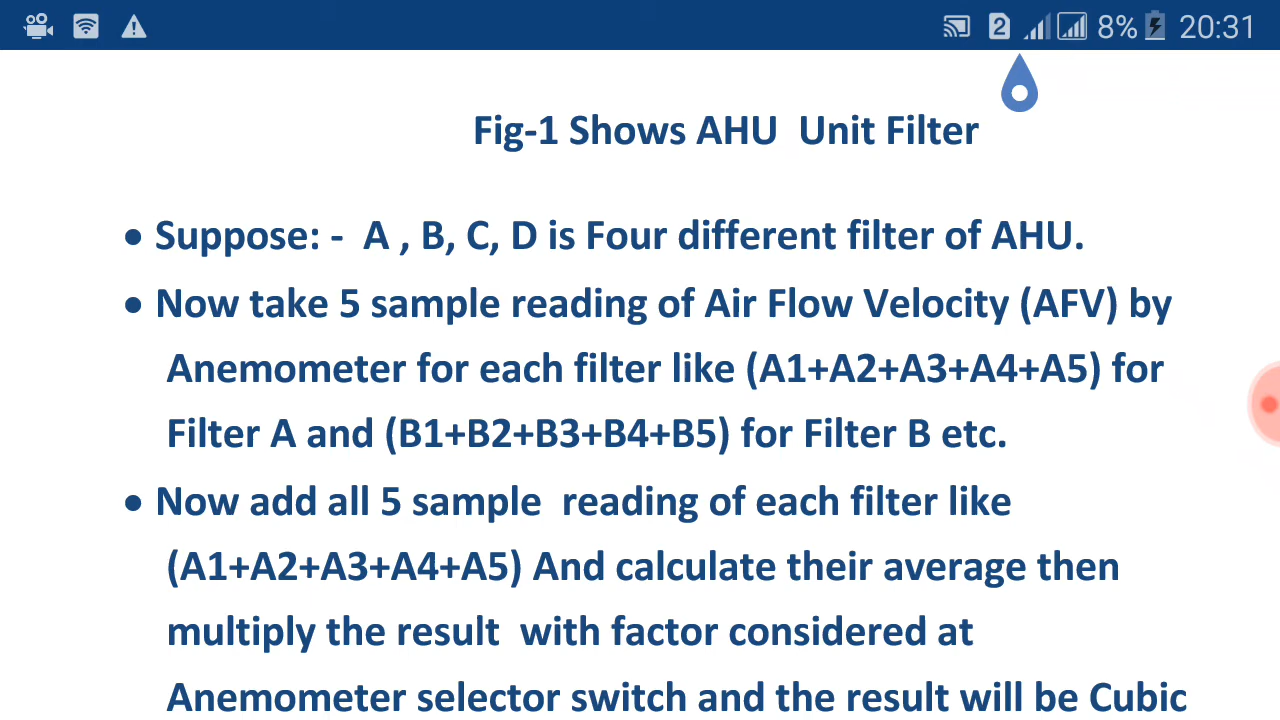 2 8% 20:31
Fig-1 Shows AHU Unit Filter
• Suppose: - A , B, C, D is Four different filter of AHU.
• Now take 5 sample reading of Air Flow Velocity (AFV) by
Anemometer for each filter like (A1+A2+A3+A4+A5) for
Filter A and (B1+B2+B3+B4+B5) for Filter B etc.
• Now add all 5 sample reading of each filter like
(A1+A2+A3+A4+A5) And calculate their average then
multiply the result with factor considered at
Anemometer selector switch and the result will be Cubic